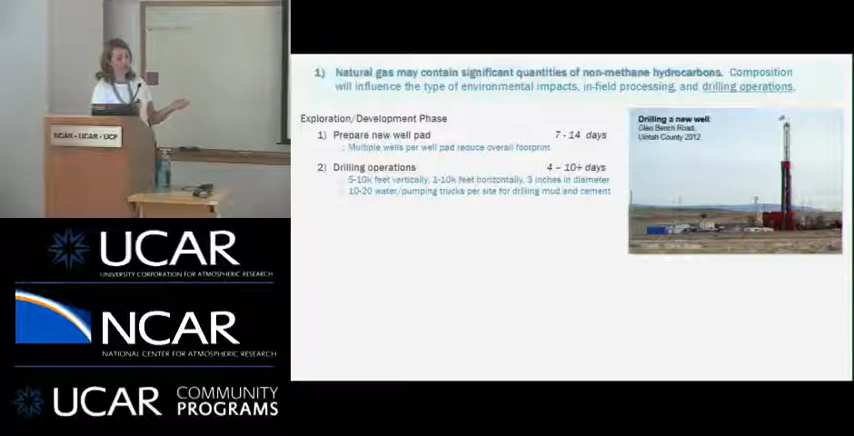 NCAR - UCAR - UCP
1) Natural gas may contain significant quantities of non-methane hydrocarbons. Composition
will influence the type of environmental impacts, in-field processing, and drilling operations.
Exploration/Development Phase
1) Prepare new well pad 7 - 14 days
Multiple wells per well pad reduce overall footprint
2) Drilling operations 4 – 10+ days
5-10k feet vertically, 1-10k feet horizontally, 3 inches in diameter
10-20 water/pumping trucks per site for drilling mud and cement
Drilling a new well:
Glen Bench Road,
Uintah County 2012
UCAR
UNIVERSITY CORPORATION FOR ATMOSPHERIC RESEARCH
NCAR
NATIONAL CENTER FOR ATMOSPHERIC RESEARCH
UCAR COMMUNITY
PROGRAMS